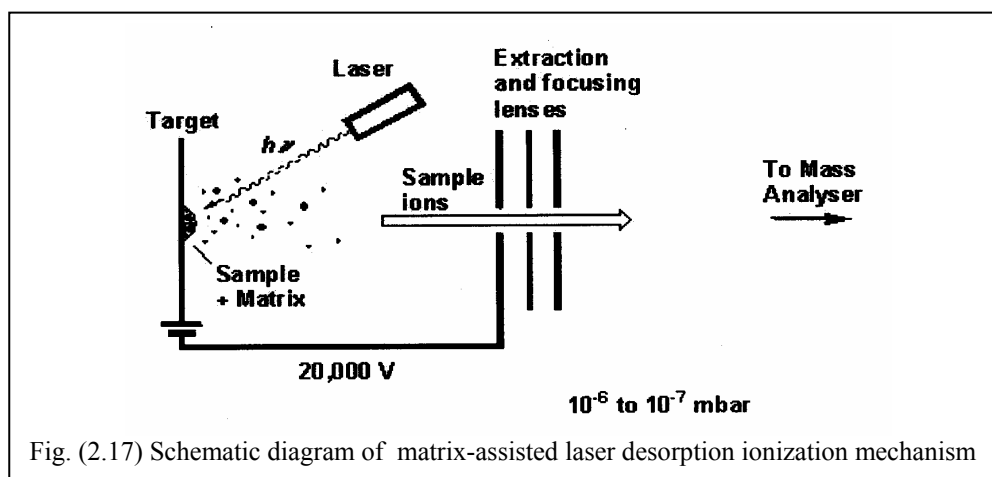 Laser
Extraction
and focusing
lenses
Target
hν
Sample
ions
To Mass
Analyser
Sample
+ Matrix
20,000 V
10⁻⁶ to 10⁻⁷ mbar
Fig. (2.17) Schematic diagram of matrix-assisted laser desorption ionization mechanism